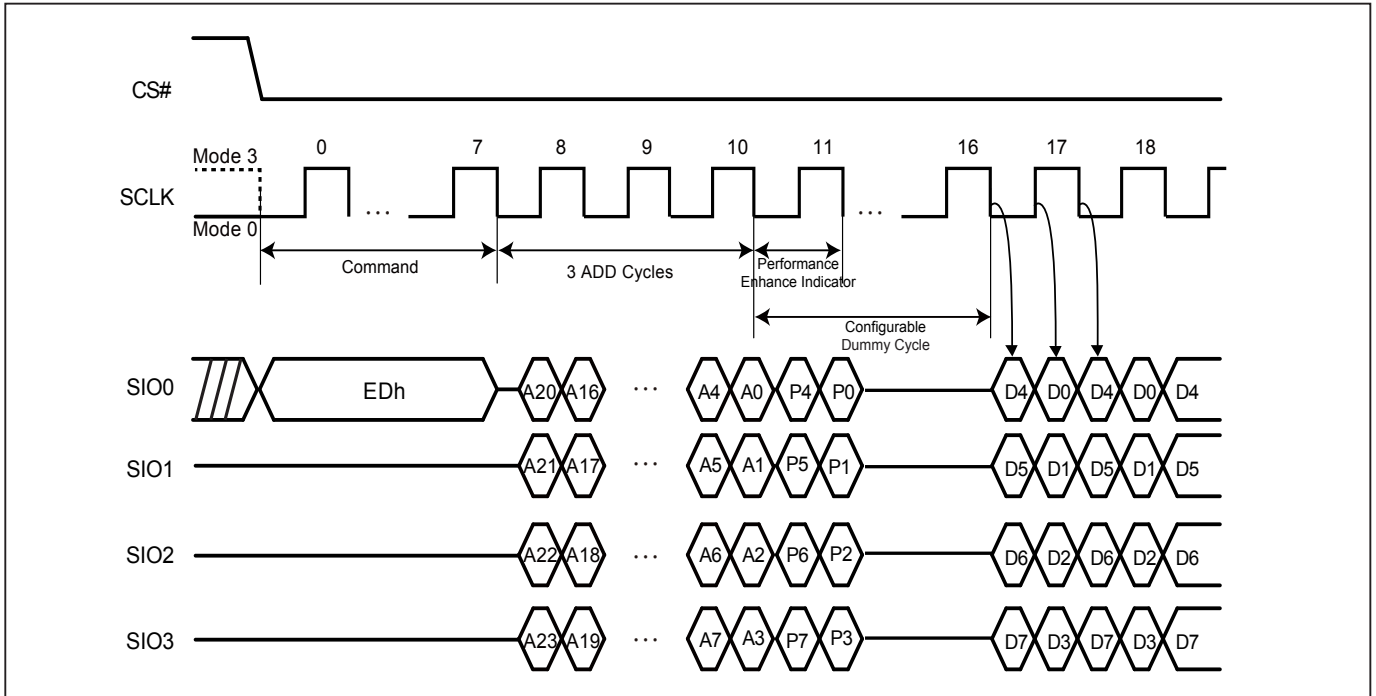 CS#
0 7 8 9 10 11 16 17 18
Mode 3
SCLK
Mode 0
... ...
Command
3 ADD Cycles
Performance
Enhance Indicator
Configurable
Dummy Cycle
SIO0 EDh A20 A16 ... A4 A0 P4 P0 D4 D0 D4 D0 D4
SIO1 A21 A17 ... A5 A1 P5 P1 D5 D1 D5 D1 D5
SIO2 A22 A18 ... A6 A2 P6 P2 D6 D2 D6 D2 D6
SIO3 A23 A19 ... A7 A3 P7 P3 D7 D3 D7 D3 D7